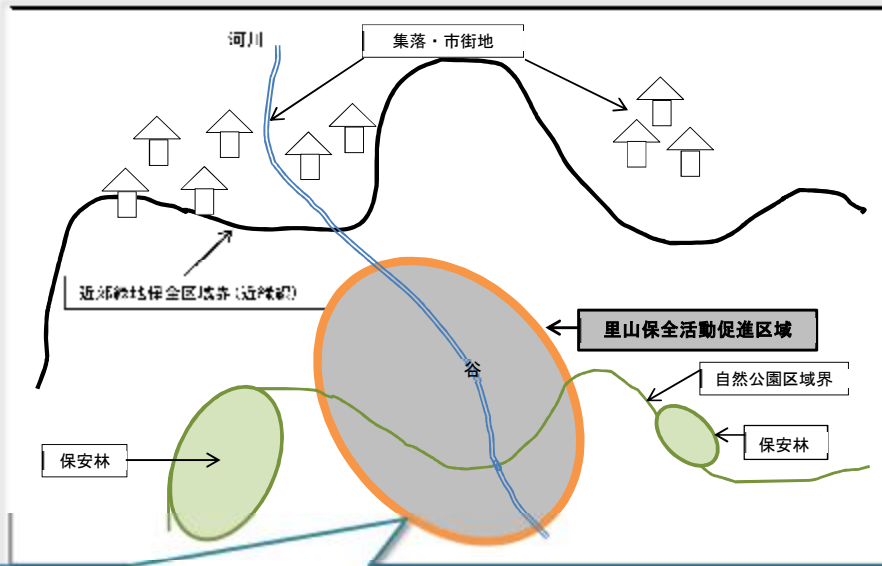 河川
集落・市街地
近郊緑地保全区域界(近緑訳)
里山保全活動促進区域
谷
自然公園区域界
保安林
保安林